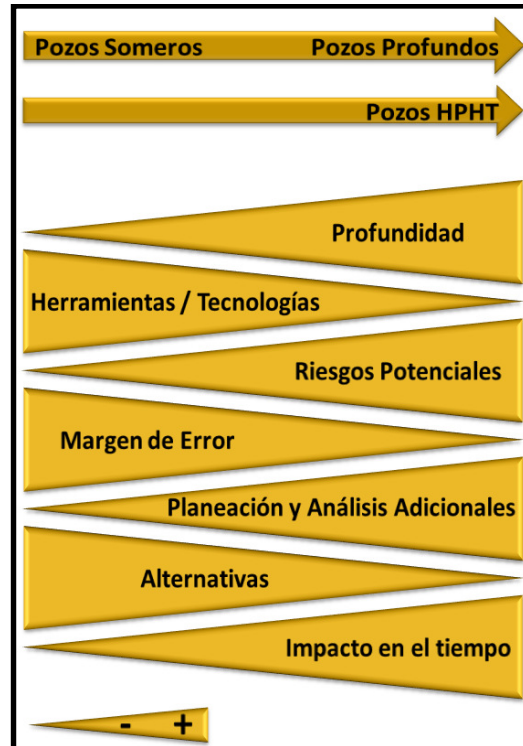 Pozos Someros Pozos Profundos
Pozos HPHT
Profundidad
Herramientas / Tecnologías
Riesgos Potenciales
Margen de Error
Planeación y Análisis Adicionales
Alternativas
Impacto en el tiempo
- +